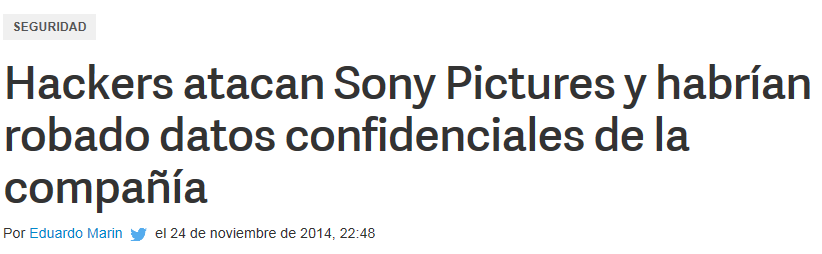 SEGURIDAD
Hackers atacan Sony Pictures y habrían
robado datos confidenciales de la
compañía
Por Eduardo Marin el 24 de noviembre de 2014, 22:48